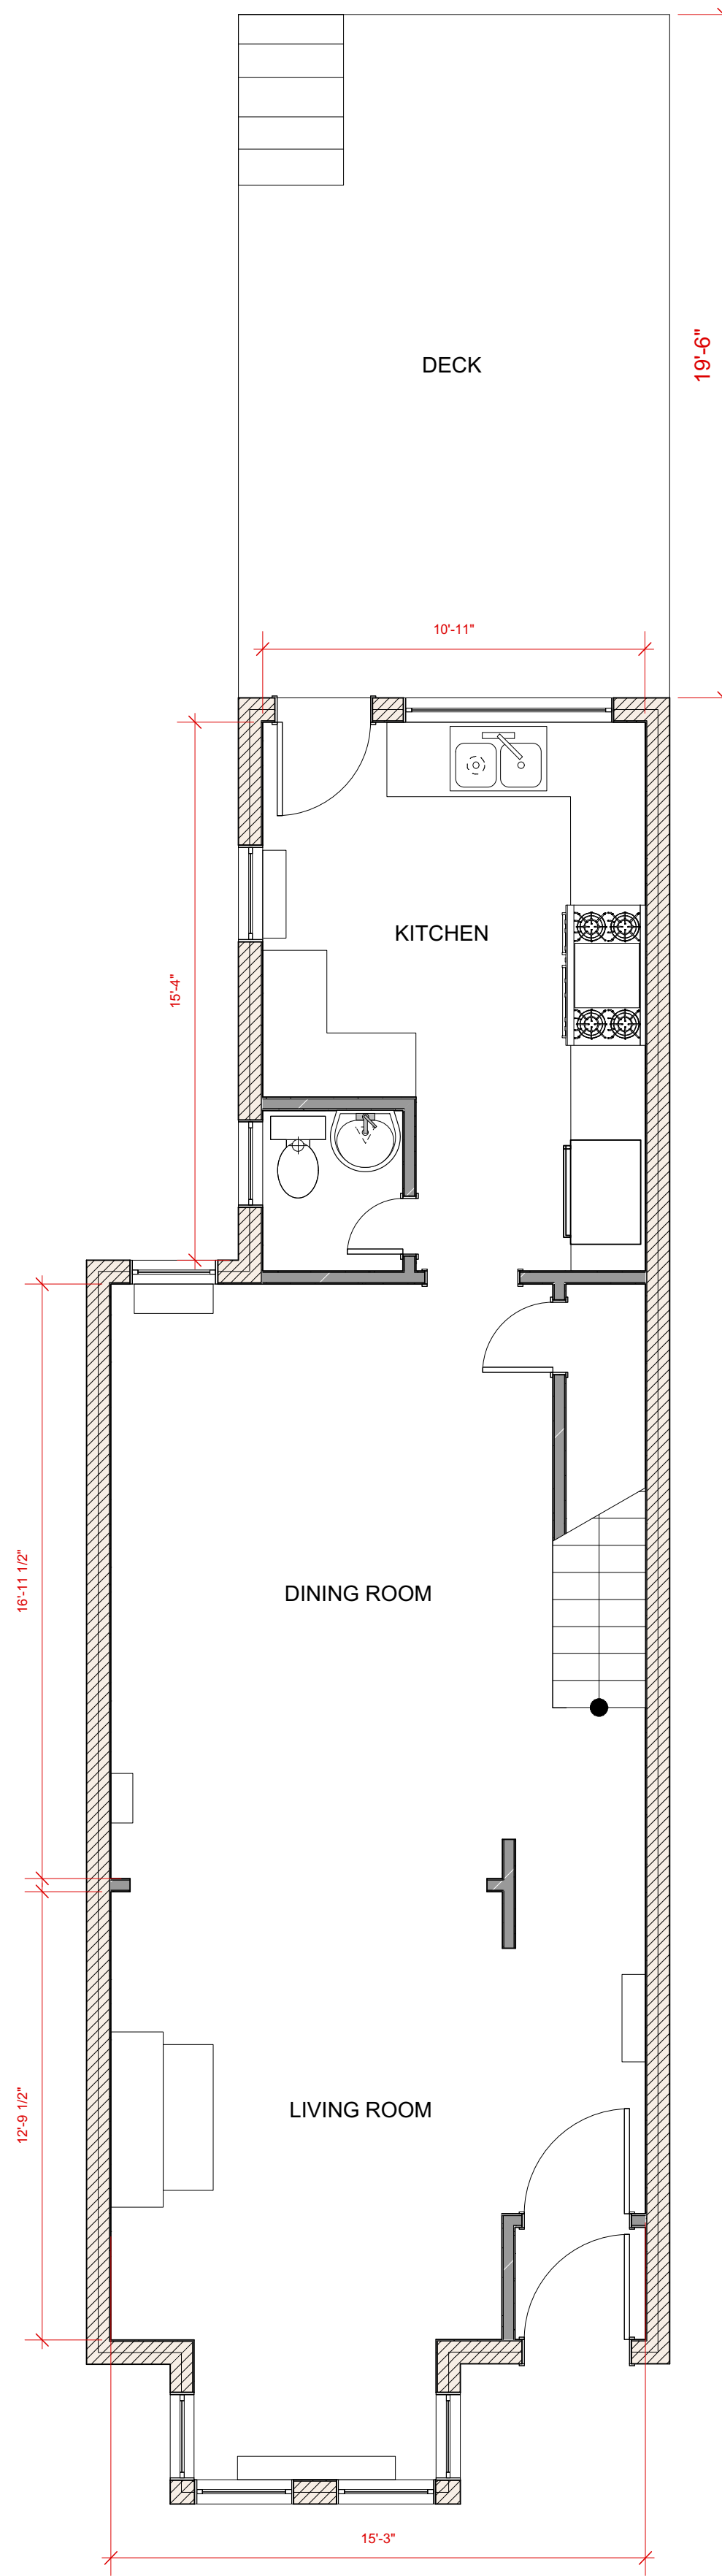 19'-6"
DECK
10'-11"
KITCHEN
15'-4"
16'-11 1/2"
DINING ROOM
12'-9 1/2"
LIVING ROOM
15'-3"